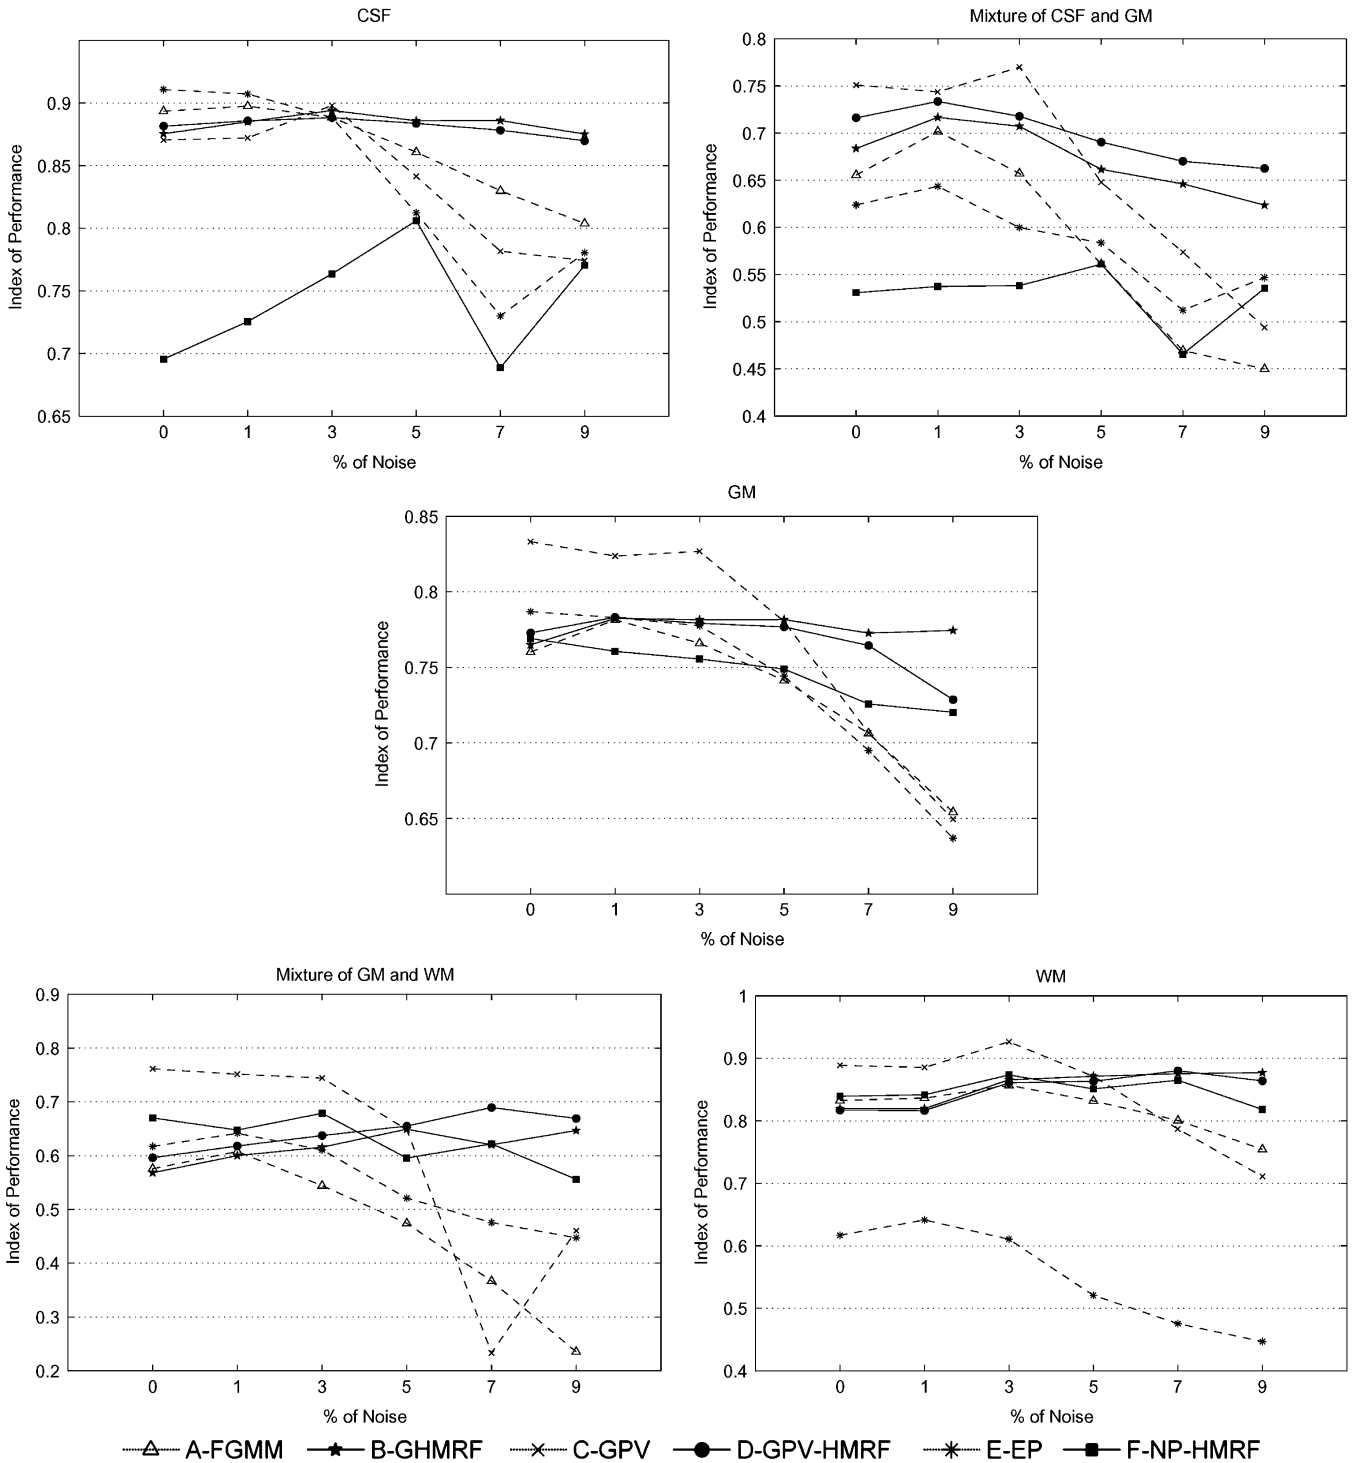 CSF
0.9
0.85
0.8
0.75
0.7
0.65
Index of Performance
0 1 3 5 7 9
% of Noise
Mixture of CSF and GM
0.8
0.75
0.7
0.65
0.6
0.55
0.5
0.45
0.4
Index of Performance
0 1 3 5 7 9
% of Noise
GM
0.85
0.8
0.75
0.7
0.65
Index of Performance
0 1 3 5 7 9
% of Noise
Mixture of GM and WM
0.9
0.8
0.7
0.6
0.5
0.4
0.3
0.2
Index of Performance
0 1 3 5 7 9
% of Noise
WM
1
0.9
0.8
0.7
0.6
0.5
0.4
Index of Performance
0 1 3 5 7 9
% of Noise
A-FGMM B-GHMRF C-GPV D-GPV-HMRF E-EP F-NP-HMRF